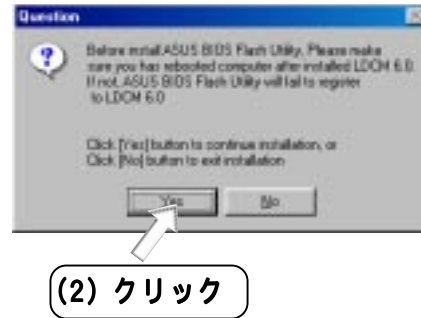 Question
Before install ASUS BIOS Flash Utility, Please make
sure you has rebooted computer after installed LDCM 6.0.
If not, ASUS BIOS Flash Utility will fail to register
to LDCM 6.0
Click [Yes] button to continue installation, or
Click [No] button to exit installation
Yes
No
(2) クリック